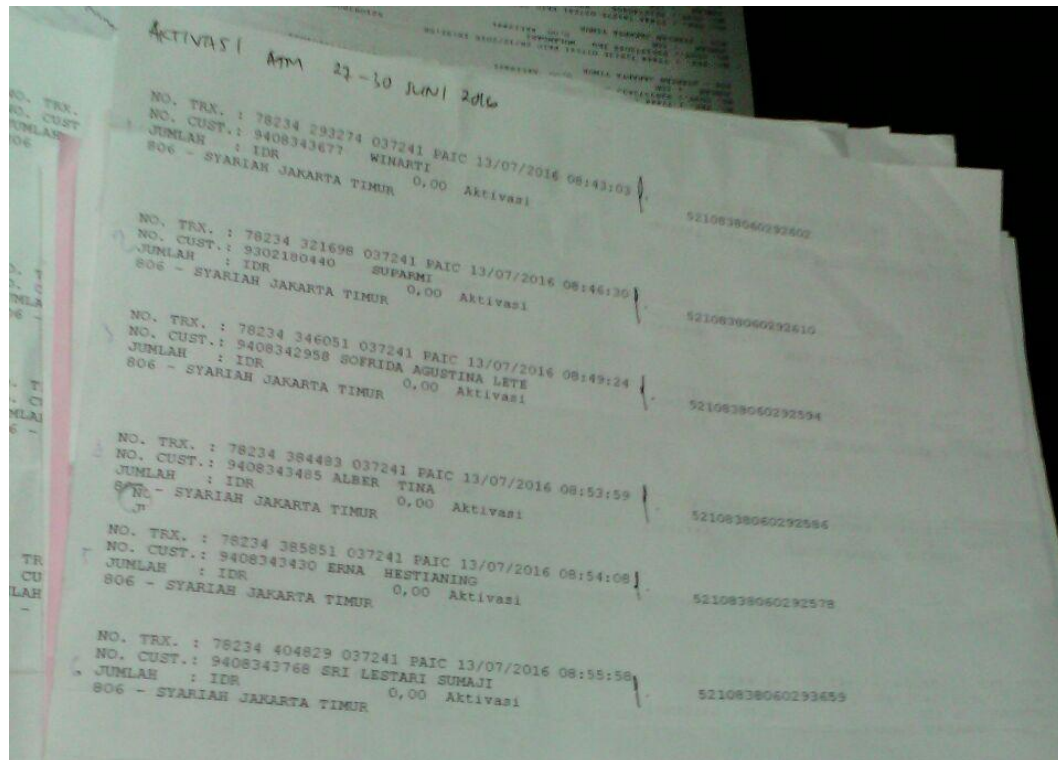 AKTIVASI ATM 27-30 JUNI 2016
NO. TRX. : 78234 293274 037241 PAIC 13/07/2016 08:43:03
NO. CUST.: 9408343677 WINARTI
JUMLAH : IDR 0,00 Aktivasi 5210838060292602
806 - SYARIAH JAKARTA TIMUR
NO. TRX. : 78234 321698 037241 PAIC 13/07/2016 08:46:30
NO. CUST.: 9302180440 SUPARMI
JUMLAH : IDR 0,00 Aktivasi 5210838060292610
806 - SYARIAH JAKARTA TIMUR
NO. TRX. : 78234 346051 037241 PAIC 13/07/2016 08:49:24
NO. CUST.: 9408342958 SOFRIDA AGUSTINA LETE
JUMLAH : IDR 0,00 Aktivasi 5210838060292594
806 - SYARIAH JAKARTA TIMUR
NO. TRX. : 78234 384483 037241 PAIC 13/07/2016 08:53:59
NO. CUST.: 9408343485 ALBER TINA
JUMLAH : IDR 0,00 Aktivasi 5210838060292586
- SYARIAH JAKARTA TIMUR
NO. TRX. : 78234 385851 037241 PAIC 13/07/2016 08:54:08
NO. CUST.: 9408343430 ERNA HESTIANING
JUMLAH : IDR 0,00 Aktivasi 5210838060292578
806 - SYARIAH JAKARTA TIMUR
NO. TRX. : 78234 404829 037241 PAIC 13/07/2016 08:55:58
NO. CUST.: 9408343768 SRI LESTARI SUMAJI
JUMLAH : IDR 0,00 Aktivasi 5210838060293659
806 - SYARIAH JAKARTA TIMUR